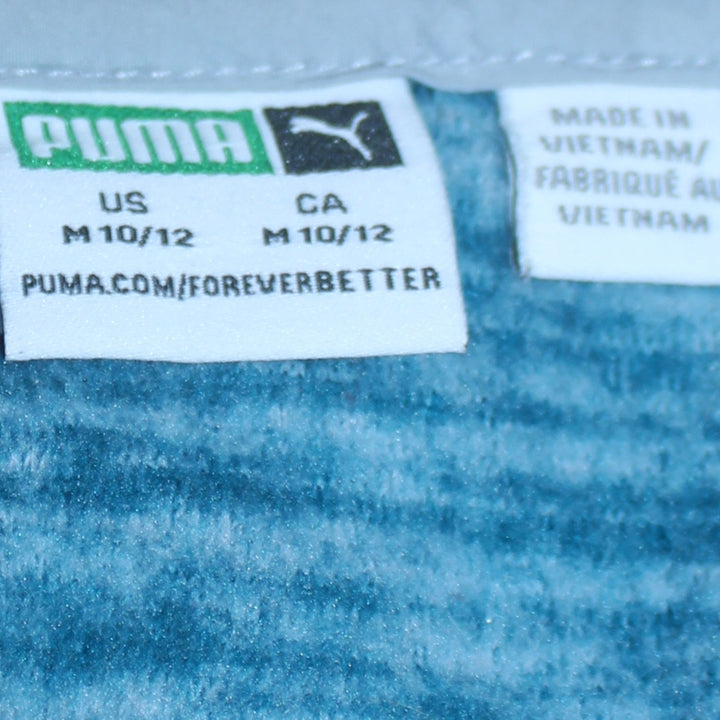 PUMA
US CA
M 10/12 M 10/12
PUMA.COM/FOREVERBETTER
MADE IN
VIETNAM/
FABRIQUÉ AU
VIETNAM